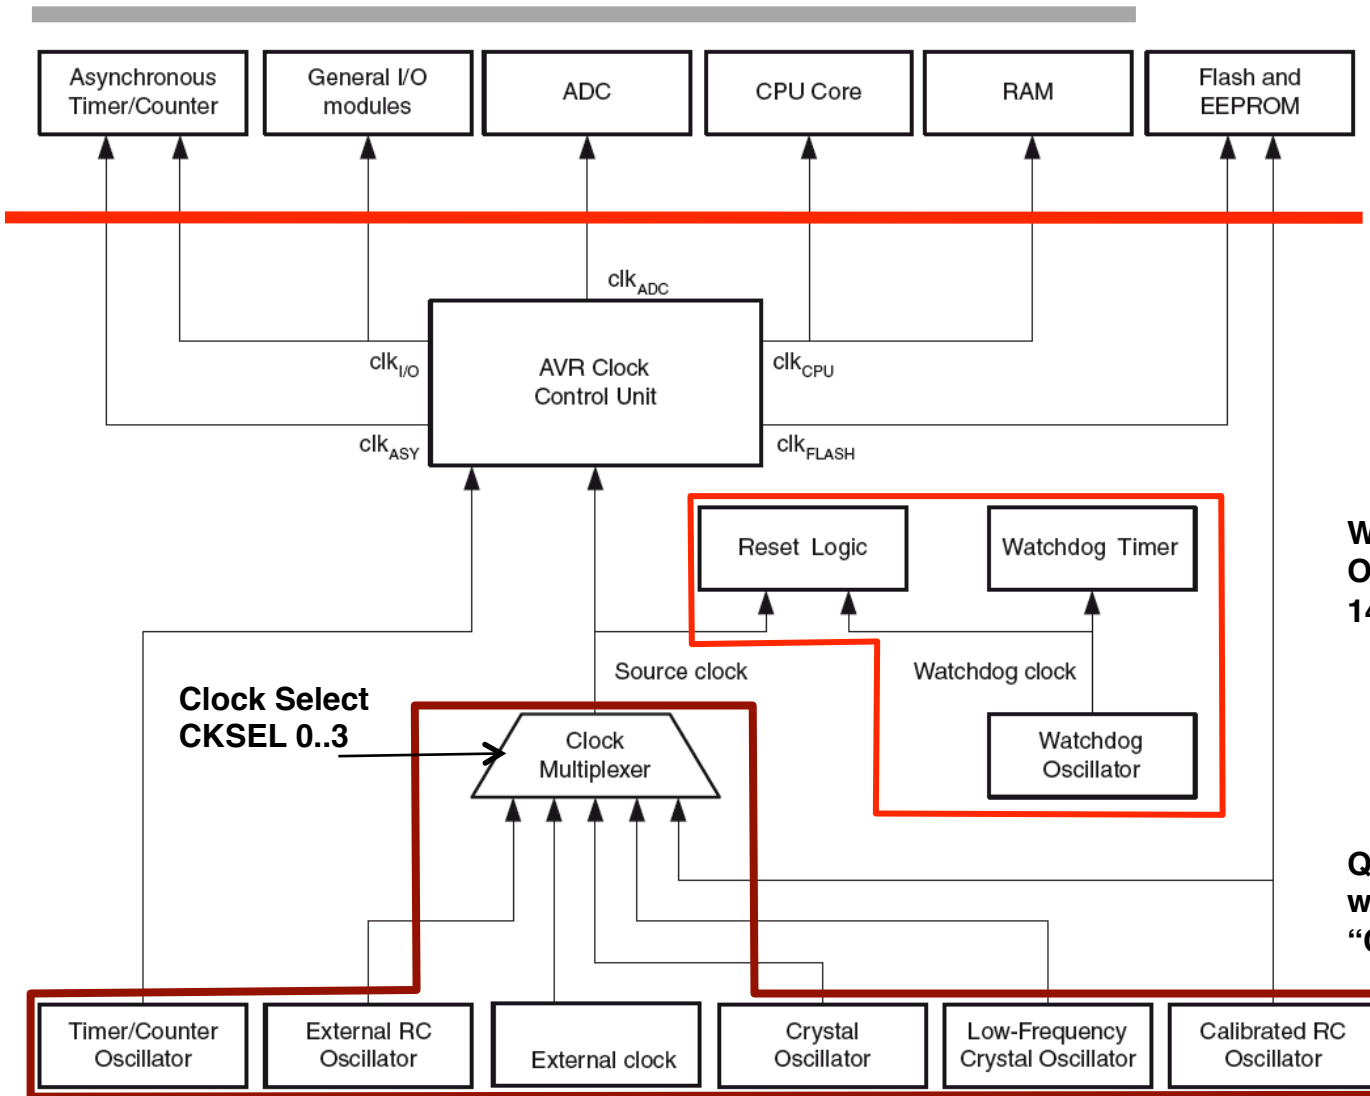 Asynchronous
Timer/Counter
General I/O
modules
ADC
CPU Core
RAM
Flash and
EEPROM
clkADC
clkI/O
AVR Clock
Control Unit
clkCPU
clkASY
clkFLASH
Reset Logic
Watchdog Timer
Source clock
Watchdog clock
Clock Select
CKSEL 0..3
Clock
Multiplexer
Watchdog
Oscillator
Timer/Counter
Oscillator
External RC
Oscillator
External clock
Crystal
Oscillator
Low-Frequency
Crystal Oscillator
Calibrated RC
Oscillator